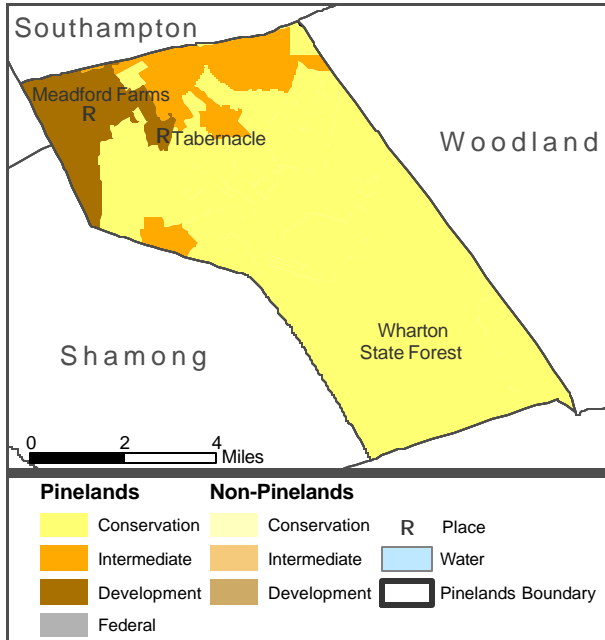 Southampton
Meadford Farms
R
R Tabernacle
Woodland
Wharton
State Forest
Shamong
0 2 4
Miles
Pinelands Non-Pinelands
Conservation Conservation R Place
Intermediate Intermediate Water
Development Development Pinelands Boundary
Federal